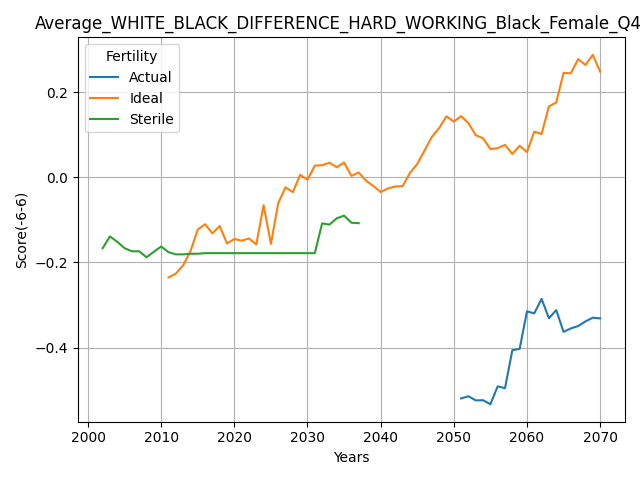 Average_WHITE_BLACK_DIFFERENCE_HARD_WORKING_Black_Female_Q4
Fertility
Actual
Ideal
Sterile
Score(-6-6)
0.2
0.0
−0.2
−0.4
2000 2010 2020 2030 2040 2050 2060 2070
Years